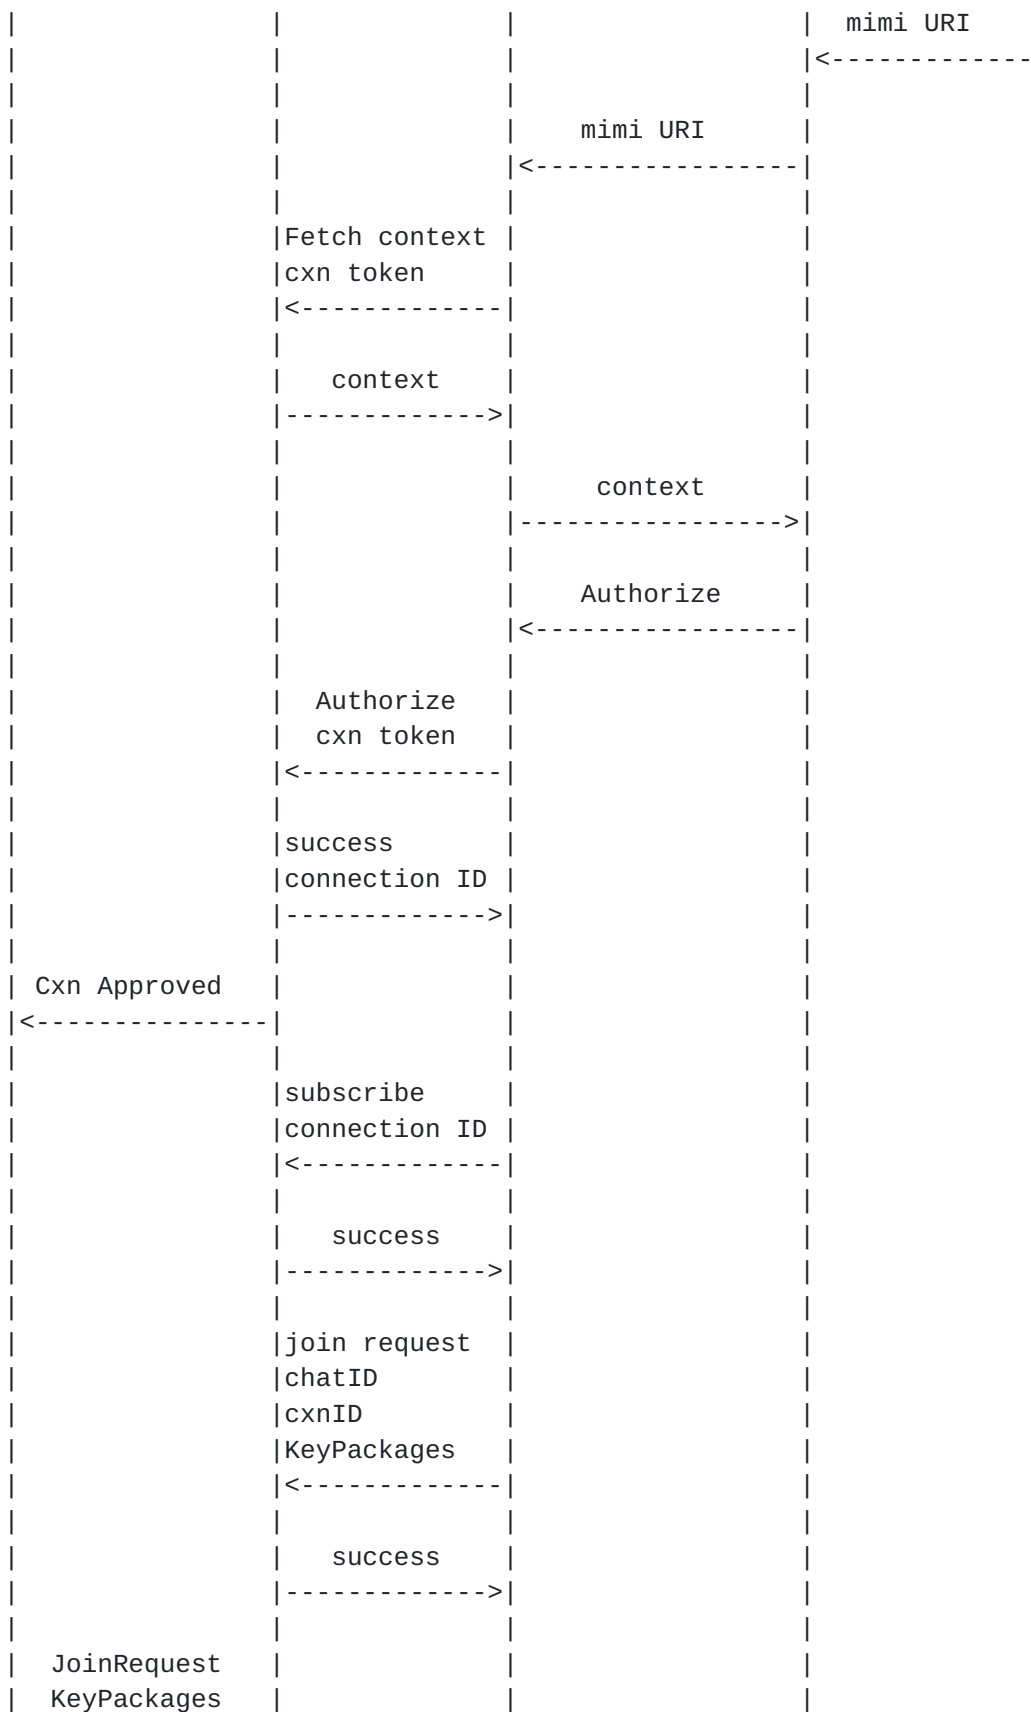 |                |              |                  |  mimi URI
|                |              |                  |<-------------
|                |              |                  |
|                |              |    mimi URI      |
|                |              |<-----------------|
|                |              |                  |
|                |Fetch context |                  |
|                |cxn token     |                  |
|                |<-------------|                  |
|                |              |                  |
|                |   context    |                  |
|                |------------->|                  |
|                |              |                  |
|                |              |     context      |
|                |              |----------------->|
|                |              |                  |
|                |              |    Authorize     |
|                |              |<-----------------|
|                |              |                  |
|                |  Authorize   |                  |
|                |  cxn token   |                  |
|                |<-------------|                  |
|                |              |                  |
|                |success       |                  |
|                |connection ID |                  |
|                |------------->|                  |
|                |              |                  |
| Cxn Approved   |              |                  |
|<---------------|              |                  |
|                |              |                  |
|                |subscribe     |                  |
|                |connection ID |                  |
|                |<-------------|                  |
|                |              |                  |
|                |   success    |                  |
|                |------------->|                  |
|                |              |                  |
|                |join request  |                  |
|                |chatID        |                  |
|                |cxnID         |                  |
|                |KeyPackages   |                  |
|                |<-------------|                  |
|                |              |                  |
|                |   success    |                  |
|                |------------->|                  |
|                |              |                  |
|  JoinRequest   |              |                  |
|  KeyPackages   |              |                  |